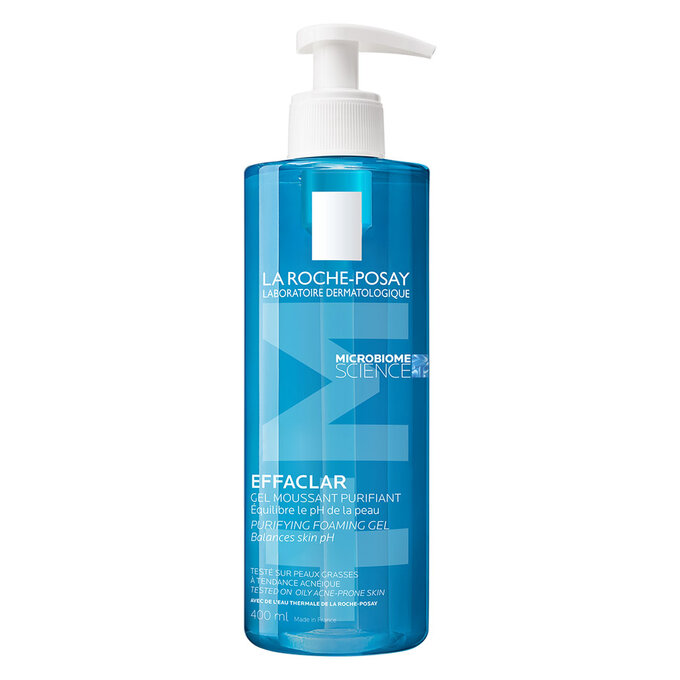 LA ROCHE-POSAY
LABORATOIRE DERMATOLOGIQUE
MICROBIOME
SCIENCE
EFFACLAR
GEL MOUSSANT PURIFIANT
Équilibre le pH de la peau
PURIFYING FOAMING GEL
Balances skin pH
TESTÉ SUR PEAUX GRASSES
À TENDANCE ACNÉIQUE
TESTED ON OILY ACNE-PRONE SKIN
AVEC DE L'EAU THERMALE DE LA ROCHE-POSAY
400 ml Made in France